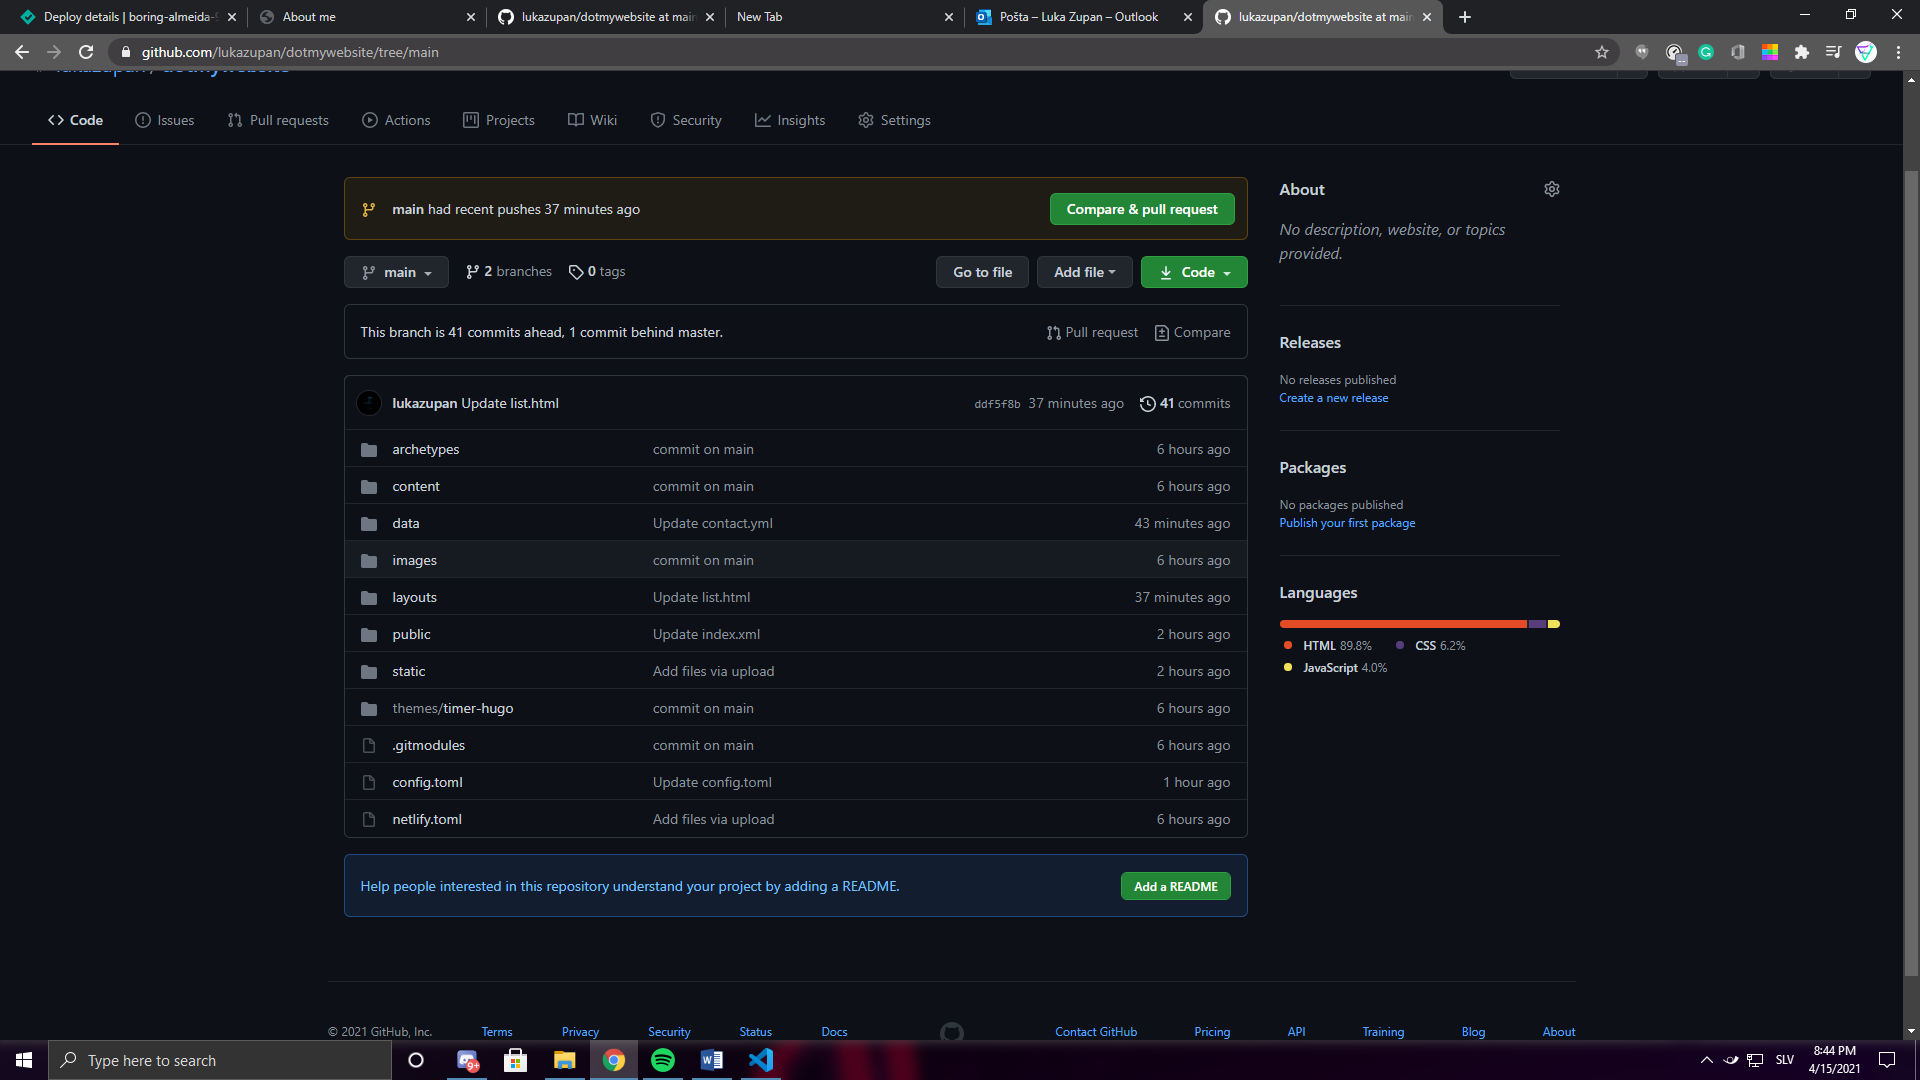 Deploy details | boring-almeida-9
About me
lukazupan/dotmywebsite at main
New Tab
Pošta – Luka Zupan – Outlook
lukazupan/dotmywebsite at main
github.com/lukazupan/dotmywebsite/tree/main
lukazupan / dotmywebsite
Code
Issues
Pull requests
Actions
Projects
Wiki
Security
Insights
Settings
main had recent pushes 37 minutes ago
Compare & pull request
main
2 branches
0 tags
Go to file
Add file
Code
This branch is 41 commits ahead, 1 commit behind master.
Pull request
Compare
lukazupan Update list.html
ddf5f8b 37 minutes ago
41 commits
archetypes commit on main 6 hours ago
content commit on main 6 hours ago
data Update contact.yml 43 minutes ago
images commit on main 6 hours ago
layouts Update list.html 37 minutes ago
public Update index.xml 2 hours ago
static Add files via upload 2 hours ago
themes/timer-hugo commit on main 6 hours ago
.gitmodules commit on main 6 hours ago
config.toml Update config.toml 1 hour ago
netlify.toml Add files via upload 6 hours ago
Help people interested in this repository understand your project by adding a README.
Add a README
About
No description, website, or topics
provided.
Releases
No releases published
Create a new release
Packages
No packages published
Publish your first package
Languages
HTML 89.8%
CSS 6.2%
JavaScript 4.0%
© 2021 GitHub, Inc.
Terms
Privacy
Security
Status
Docs
Contact GitHub
Pricing
API
Training
Blog
About
Type here to search
9+
SLV
8:44 PM
4/15/2021